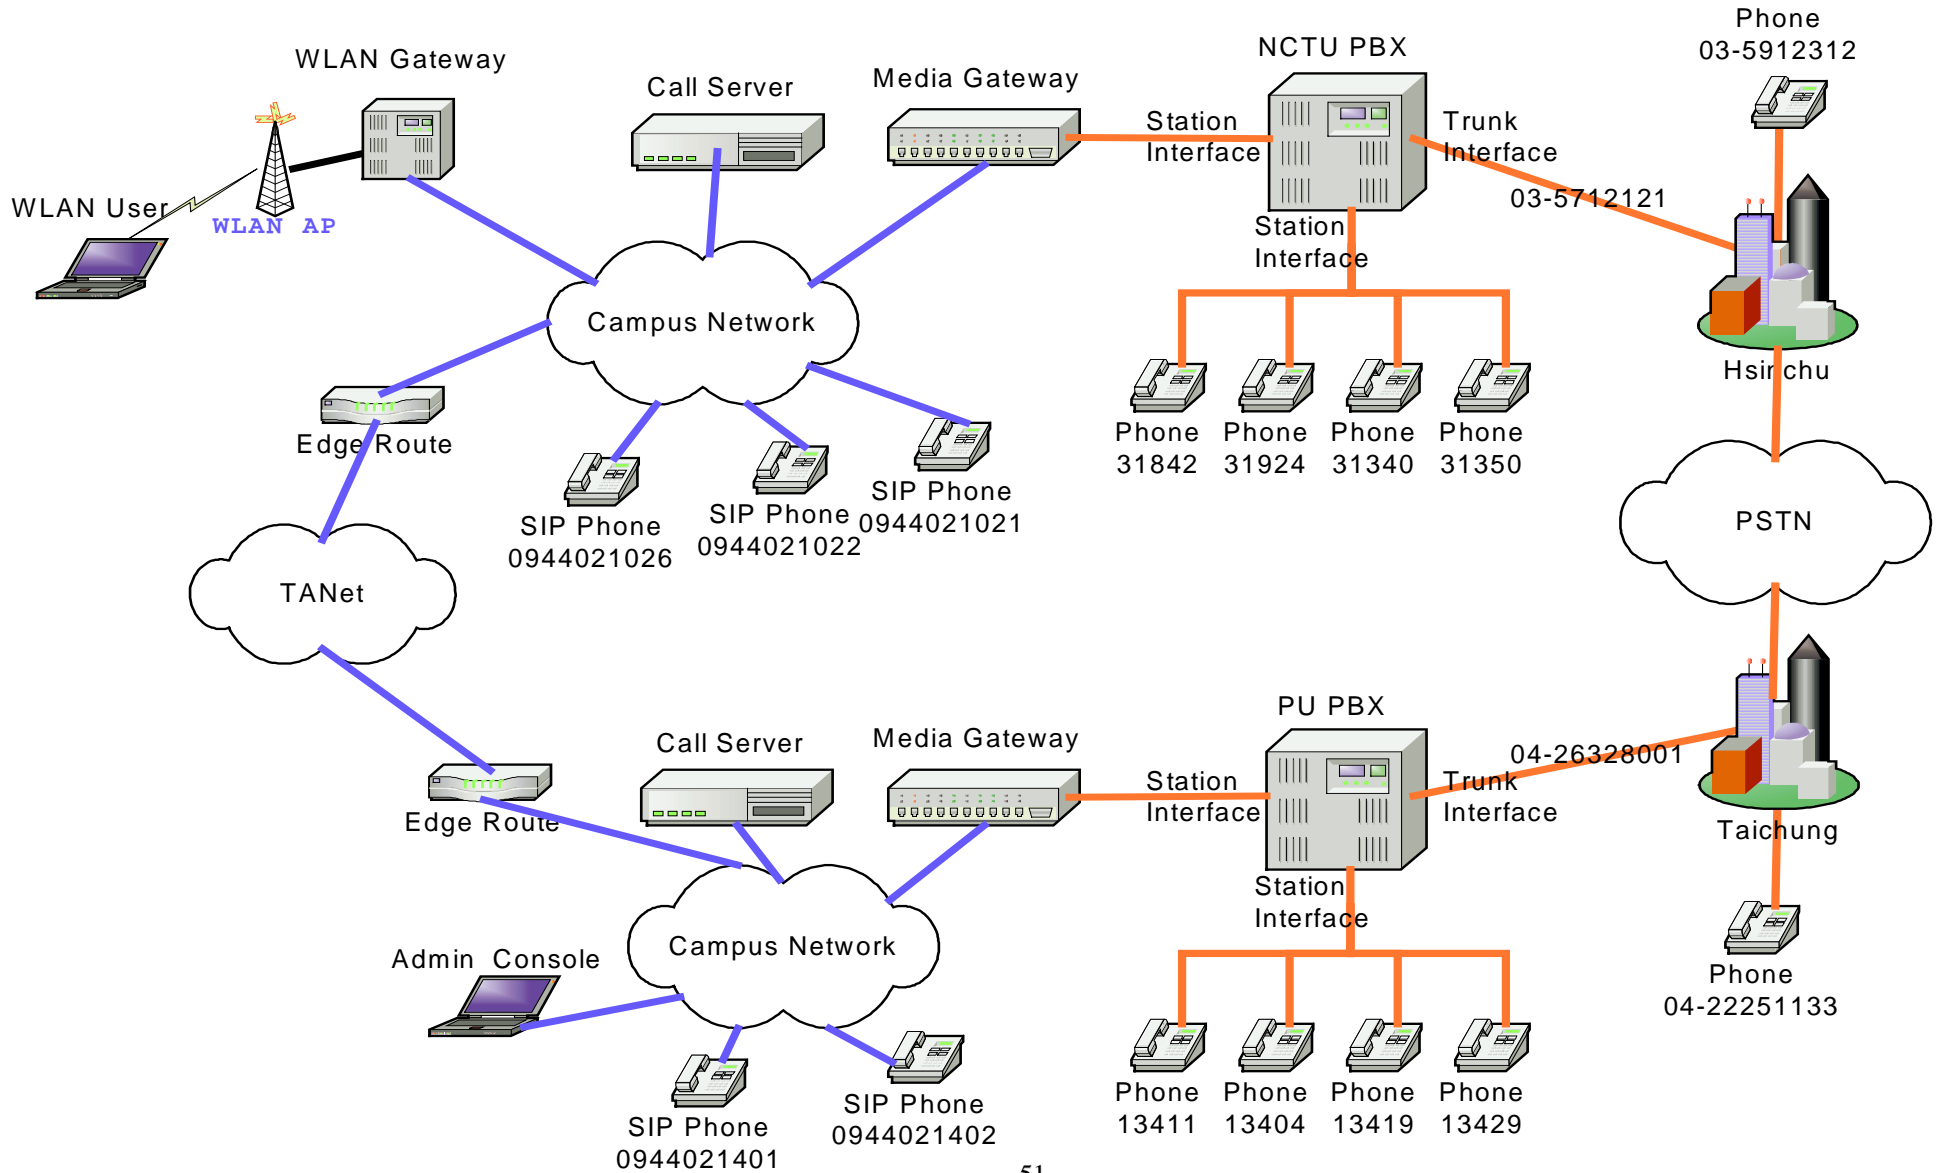 Phone
03-5912312
NCTU PBX
WLAN Gateway
Call Server
Media Gateway
Station
Interface
Trunk
Interface
03-5712121
WLAN User
WLAN AP
Station
Interface
Campus Network
Hsinchu
Edge Route
Phone
31842
Phone
31924
Phone
31340
Phone
31350
SIP Phone
0944021026
SIP Phone
0944021022
SIP Phone
0944021021
PSTN
TANet
PU PBX
Call Server
Media Gateway
Station
Interface
Trunk
Interface
04-26328001
Edge Route
Taichung
Station
Interface
Campus Network
Admin Console
Phone
04-22251133
SIP Phone
0944021401
SIP Phone
0944021402
Phone
13411
Phone
13404
Phone
13419
Phone
13429